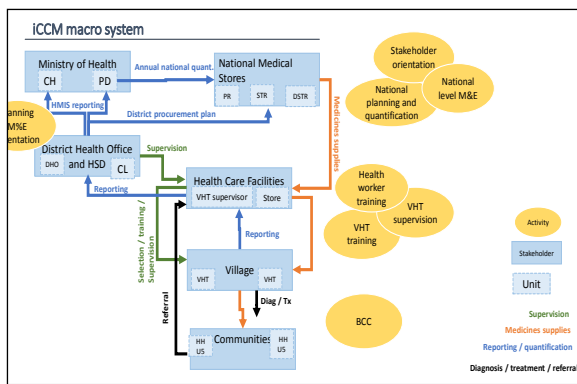 iCCM macro system
Ministry of Health
CH
PD
Annual national quant.
National Medical
Stores
PR
STR
DSTR
HMIS reporting
District procurement plan
Medicines supplies
Stakeholder
orientation
National planning and
quantification
National
level M&E
anning
M%E
entation
District Health Office
and HSD
DHO
CL
Supervision
Reporting
Health Care Facilities
VHT supervisor
Store
Selection / training /
Supervision
Referral
Reporting
Village
VHT
VHT
Diag / Tx
Communities
HH
US
HH
US
Health
worker
training
VHT
training
VHT
supervision
BCC
Activity
Stakeholder
Unit
Supervision
Medicines supplies
Reporting / quantification
Diagnosis / treatment / referral